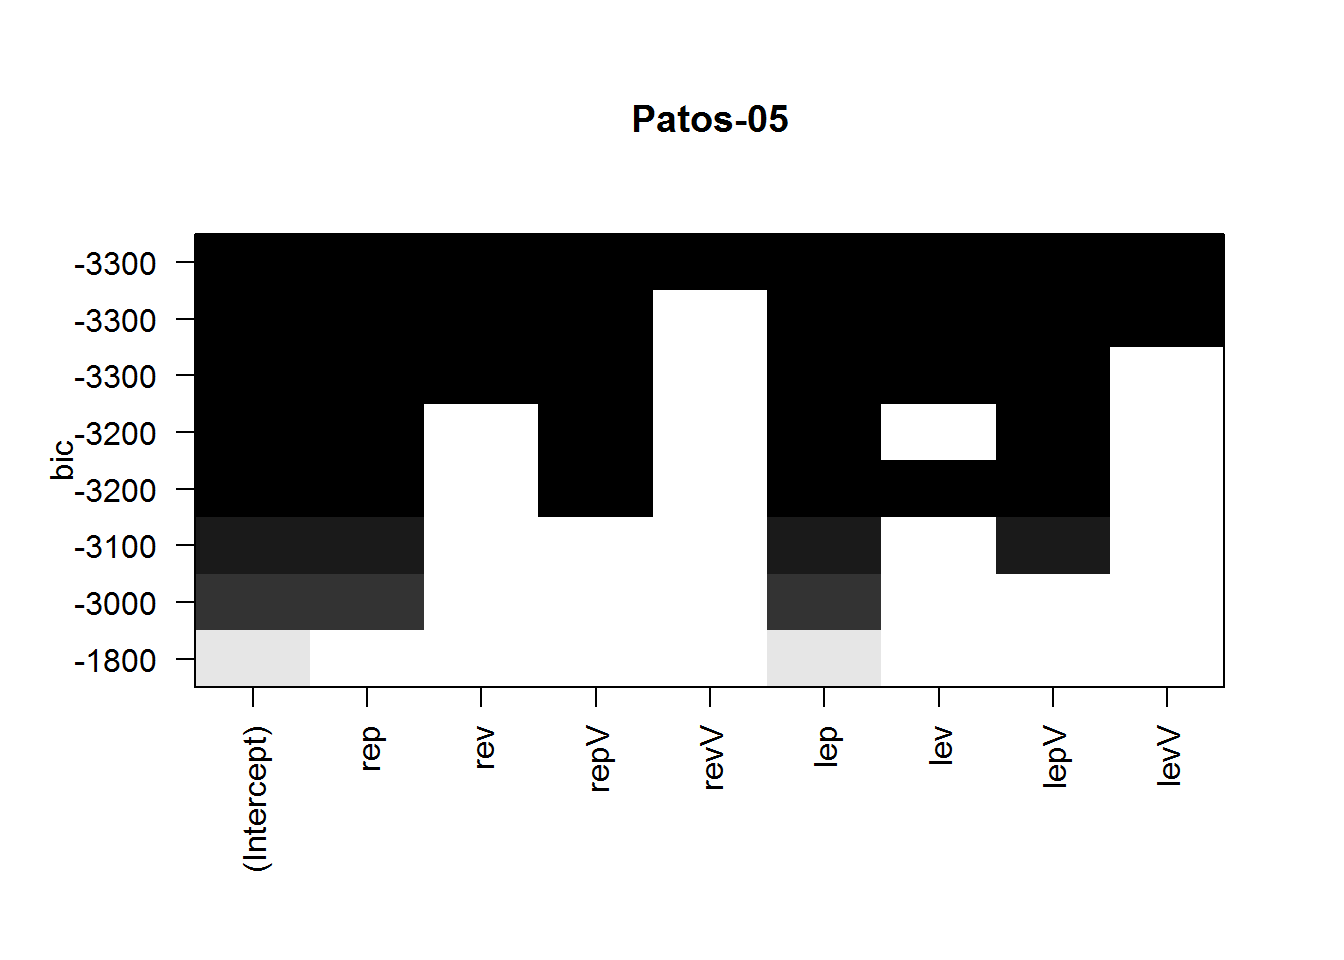 Patos-05
bic
-3300
-3300
-3300
-3200
-3200
-3100
-3000
-1800
(Intercept)
rep
rev
repV
revV
lep
lev
lepV
levV